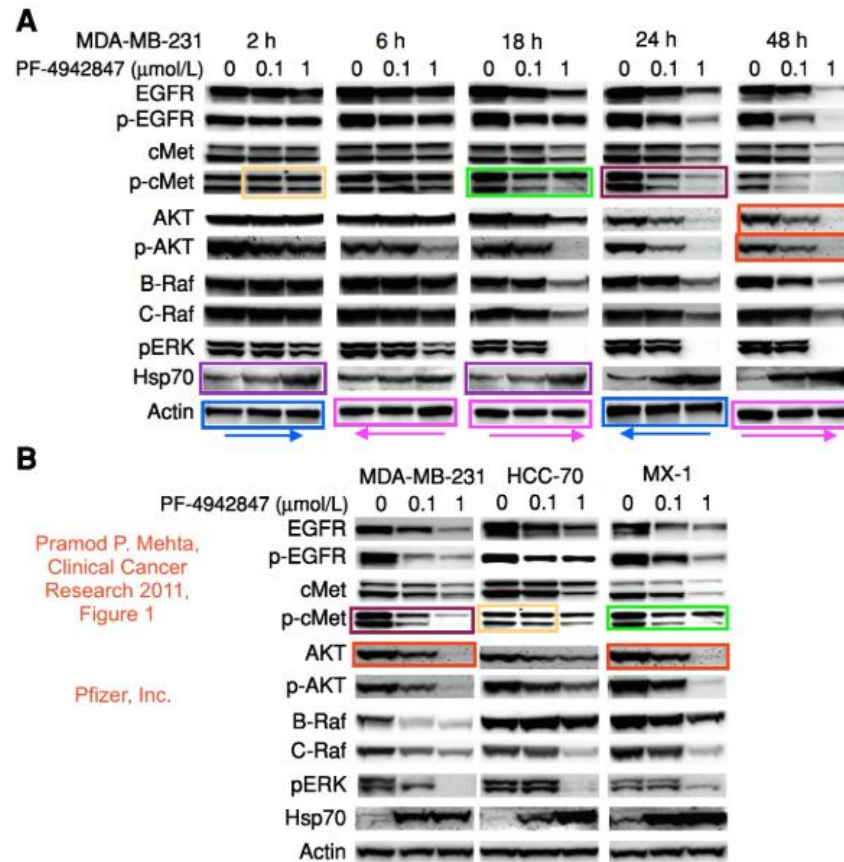 A
MDA-MB-231 2 h 6 h 18 h 24 h 48 h
PF-4942847 (μmol/L) 0 0.1 1 0 0.1 1 0 0.1 1 0 0.1 1 0 0.1 1
EGFR
p-EGFR
cMet
p-cMet
AKT
p-AKT
B-Raf
C-Raf
pERK
Hsp70
Actin
B
MDA-MB-231 HCC-70 MX-1
PF-4942847 (μmol/L) 0 0.1 1 0 0.1 1 0 0.1 1
EGFR
p-EGFR
cMet
p-cMet
AKT
p-AKT
B-Raf
C-Raf
pERK
Hsp70
Actin
Pramod P. Mehta,
Clinical Cancer
Research 2011,
Figure 1
Pfizer, Inc.